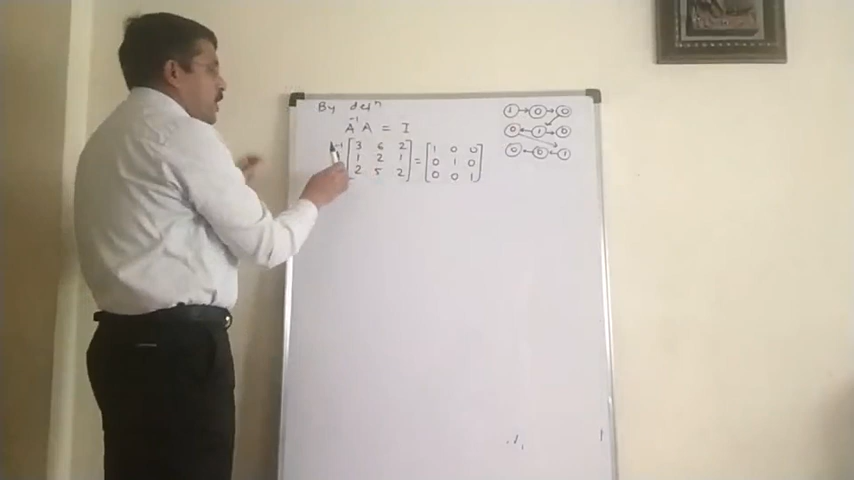 By defⁿ
A⁻¹ A = I
A⁻¹ [3 6 2 = [1 0 0
1 2 1 0 1 0
2 5 2] 0 0 1]
1 → 0 → 0
0 ← 1 → 0
0 ← 0 ← 1